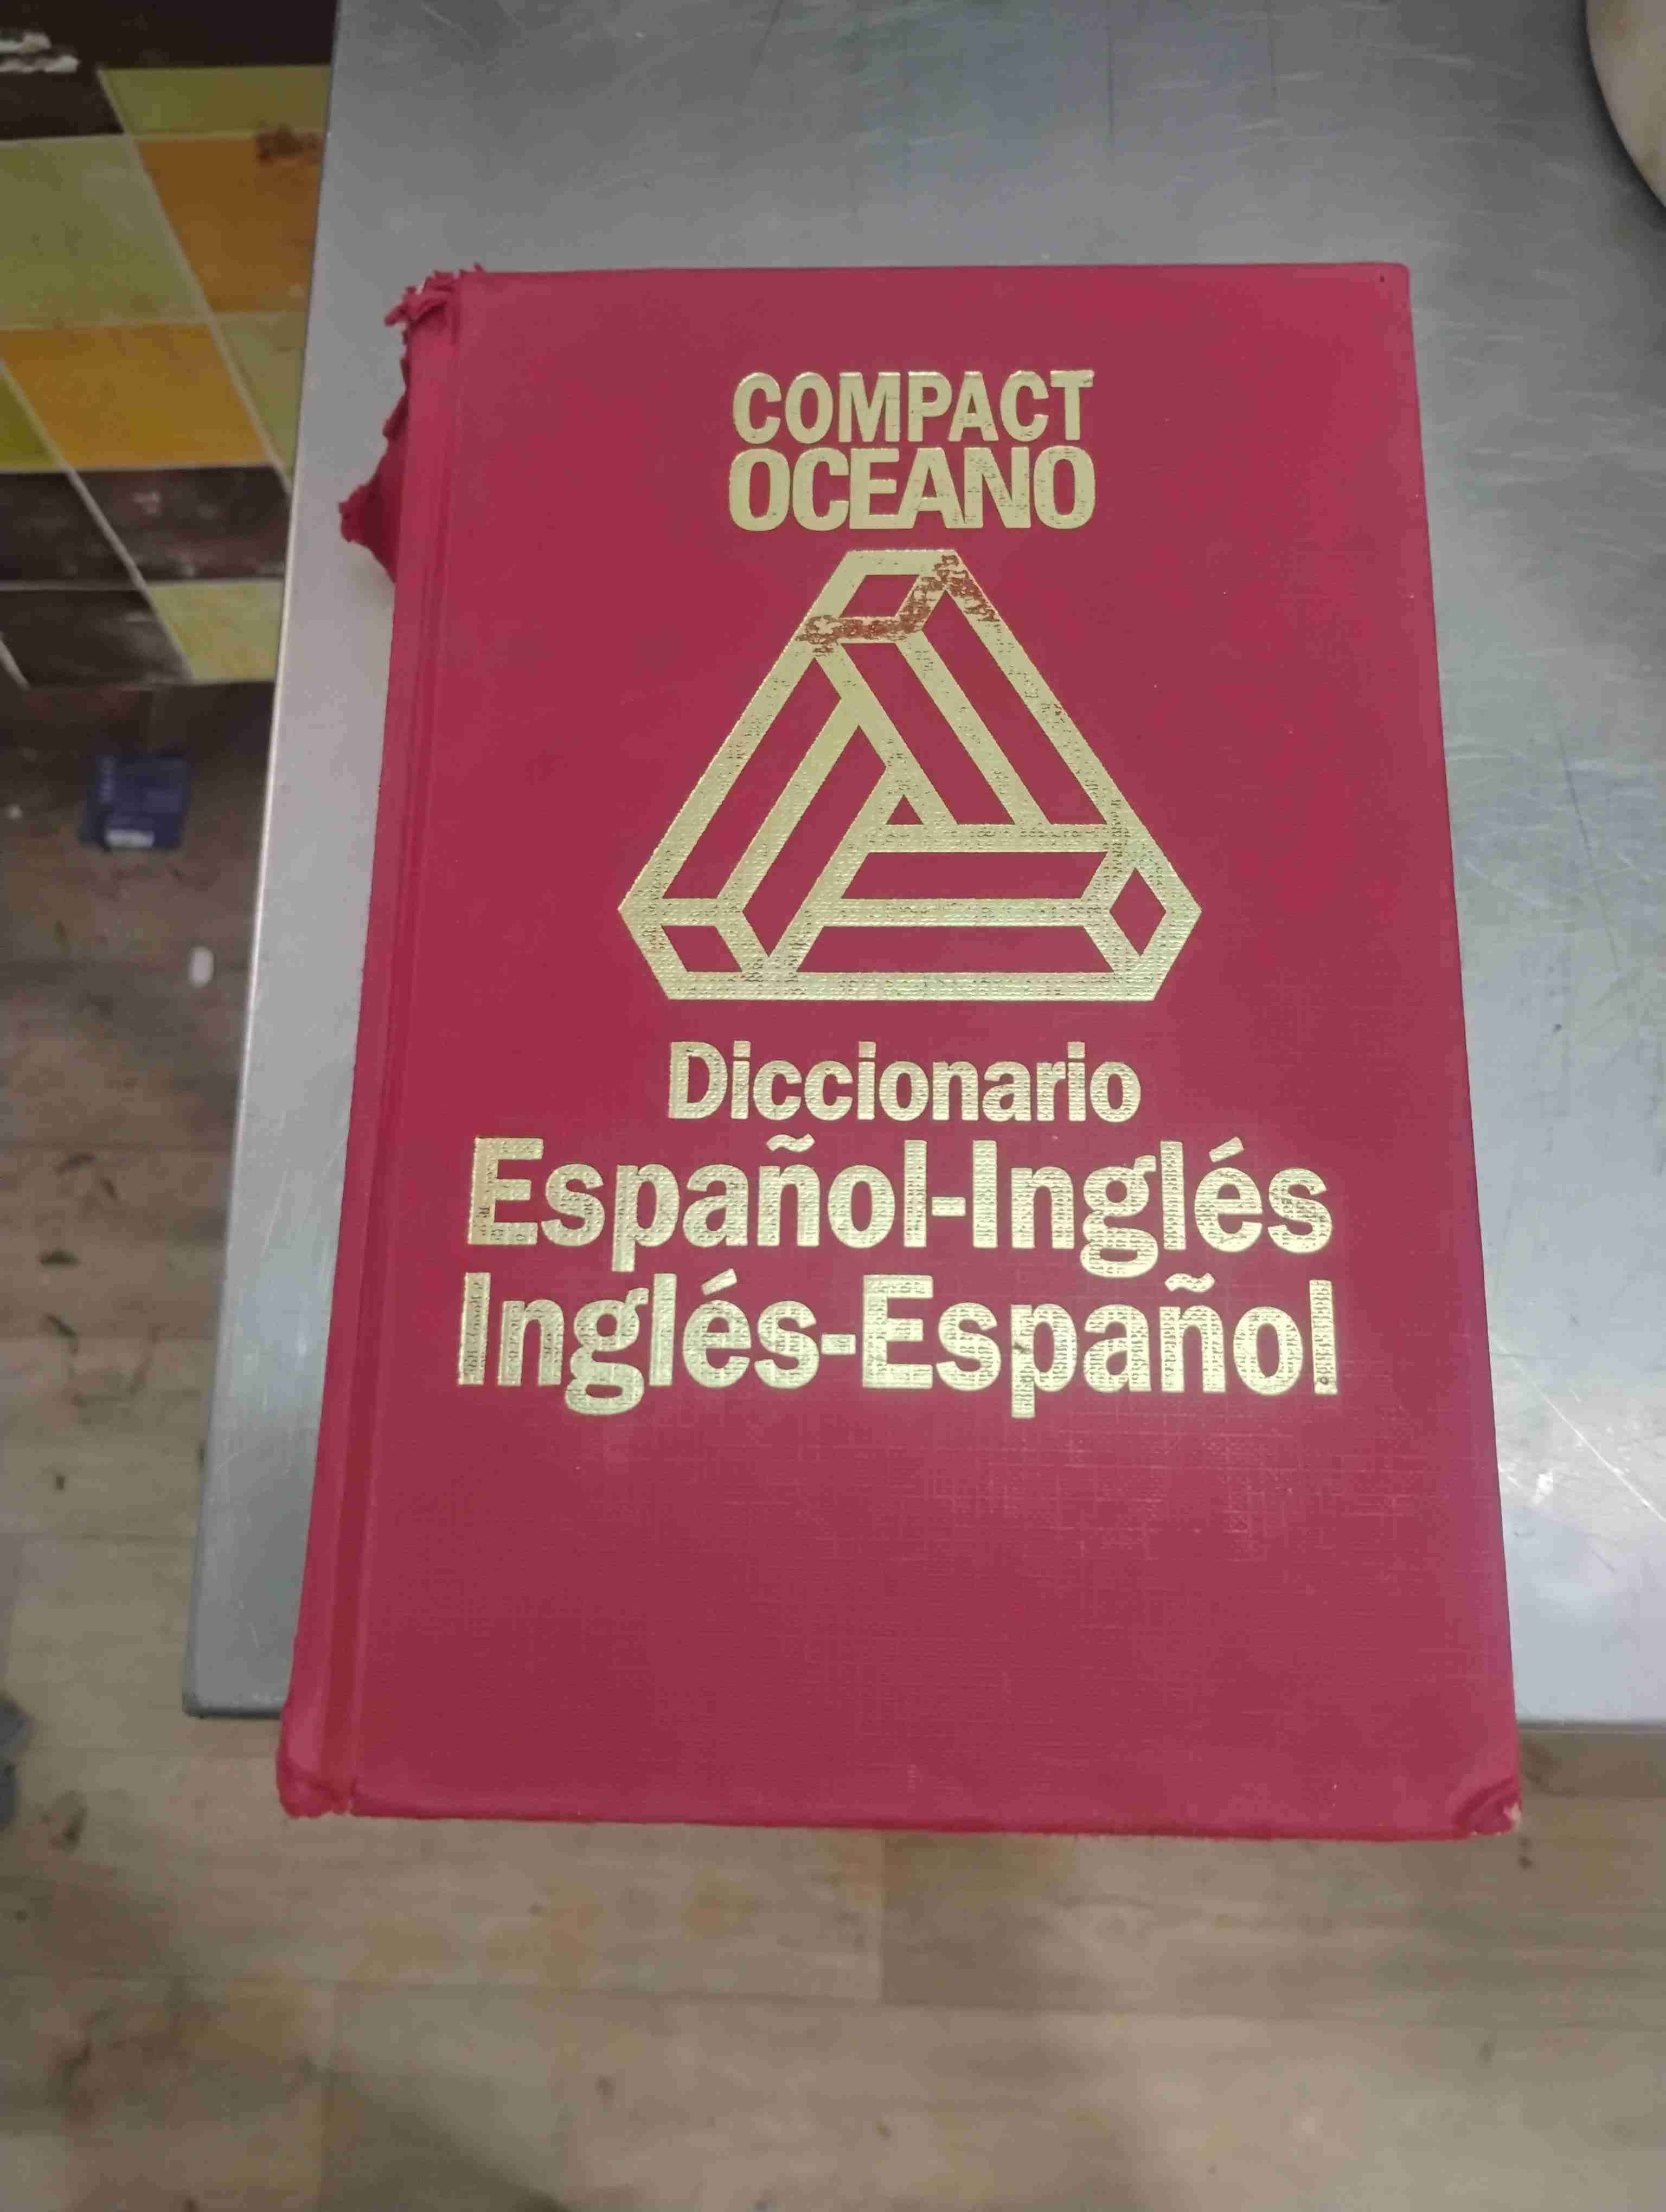 COMPACT
OCEANO
Diccionario
Español-Inglés
Inglés-Español